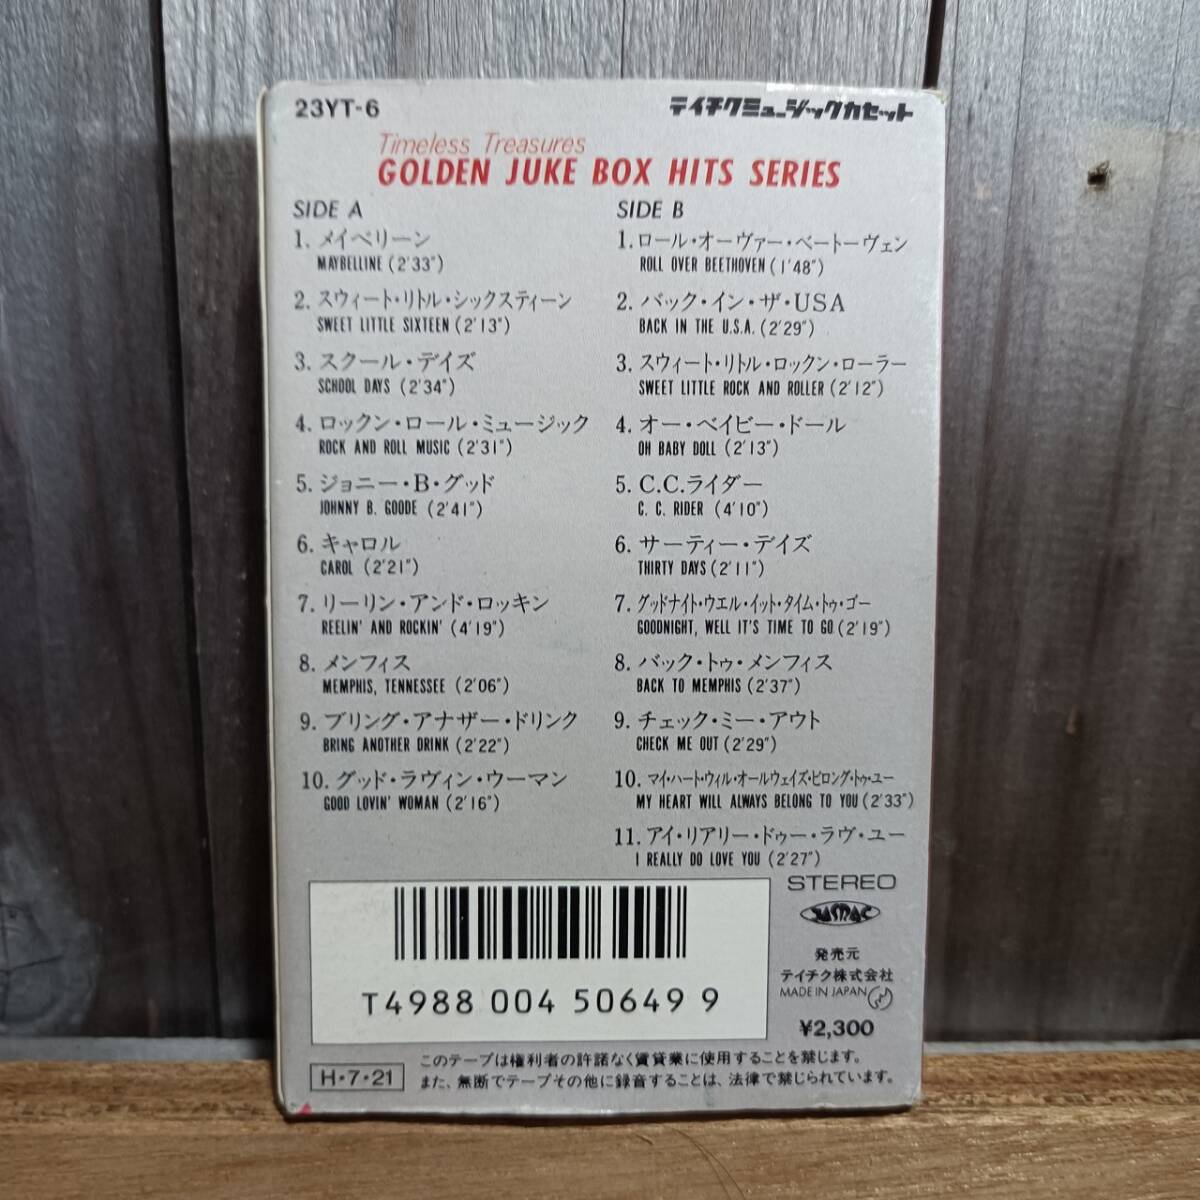 23YT-6
テイチクミュージックカセット
Timeless Treasures
GOLDEN JUKE BOX HITS SERIES
SIDE A
1. メイベリーン
MAYBELLINE (2'33")
2. スウィート・リトル・シックスティーン
SWEET LITTLE SIXTEEN (2'13")
3. スクール・デイズ
SCHOOL DAYS (2'34")
4. ロックン・ロール・ミュージック
ROCK AND ROLL MUSIC (2'31")
5. ジョニー・B・グッド
JOHNNY B. GOODE (2'41")
6. キャロル
CAROL (2'21")
7. リーリン・アンド・ロッキン
REELIN' AND ROCKIN' (4'19")
8. メンフィス
MEMPHIS, TENNESSEE (2'06")
9. ブリング・アナザー・ドリンク
BRING ANOTHER DRINK (2'22")
10. グッド・ラヴィン・ウーマン
GOOD LOVIN' WOMAN (2'16")
SIDE B
1. ロール・オーヴァー・ベートーヴェン
ROLL OVER BEETHOVEN (1'48")
2. バック・イン・ザ・USA
BACK IN THE U.S.A. (2'29")
3. スウィート・リトル・ロックン・ローラー
SWEET LITTLE ROCK AND ROLLER (2'12")
4. オー・ベイビー・ドール
OH BABY DOLL (2'13")
5. C.C.ライダー
C. C. RIDER (4'10")
6. サーティー・デイズ
THIRTY DAYS (2'11")
7. グッドナイト・ウエル・イット・タイム・トゥ・ゴー
GOODNIGHT, WELL IT'S TIME TO GO (2'19")
8. バック・トゥ・メンフィス
BACK TO MEMPHIS (2'37")
9. チェック・ミー・アウト
CHECK ME OUT (2'29")
10. マイ・ハート・ウィル・オールウェイズ・ビロング・トゥ・ユー
MY HEART WILL ALWAYS BELONG TO YOU (2'33")
11. アイ・リアリー・ドゥー・ラヴ・ユー
I REALLY DO LOVE YOU (2'27")
STEREO
発売元
テイチク株式会社
MADE IN JAPAN
¥2,300
T4988 004 50649 9
H・7・21
このテープは権利者の許諾なく賃貸業に使用することを禁じます。
また、無断でテープその他に録音することは、法律で禁じられています。